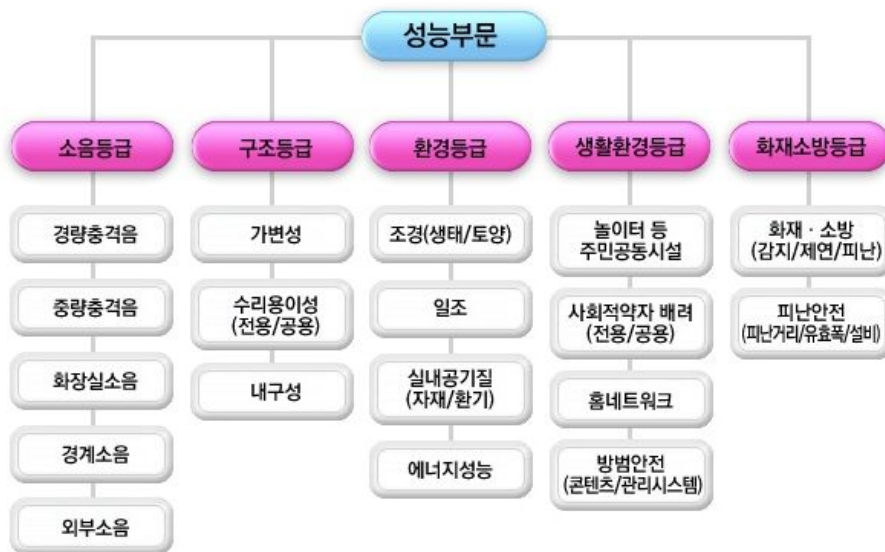 성능부문
소음등급
경량충격음
중량충격음
화장실소음
경계소음
외부소음
구조등급
가변성
수리용이성
(전용/공용)
내구성
환경등급
조경(생태/토양)
일조
실내공기질
(자재/환기)
에너지성능
생활환경등급
놀이터 등
주민공동시설
사회적약자 배려
(전용/공용)
홈네트워크
방범안전
(콘텐츠/관리시스템)
화재소방등급
화재 · 소방
(감지/제연/피난)
피난안전
(피난거리/유효폭/설비)